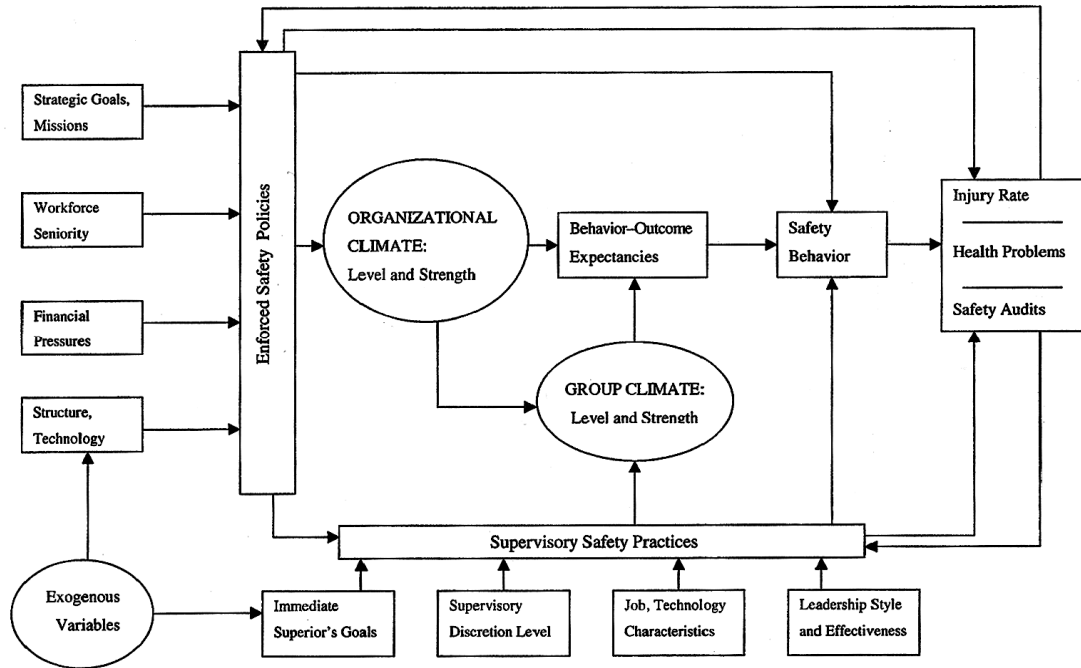 Strategic Goals,
Missions
Workforce
Seniority
Financial
Pressures
Structure,
Technology
Exogenous
Variables
Enforced Safety Policies
ORGANIZATIONAL
CLIMATE:
Level and Strength
Behavior–Outcome
Expectancies
GROUP CLIMATE:
Level and Strength
Safety
Behavior
Injury Rate
Health Problems
Safety Audits
Supervisory Safety Practices
Immediate
Superior's Goals
Supervisory
Discretion Level
Job, Technology
Characteristics
Leadership Style
and Effectiveness